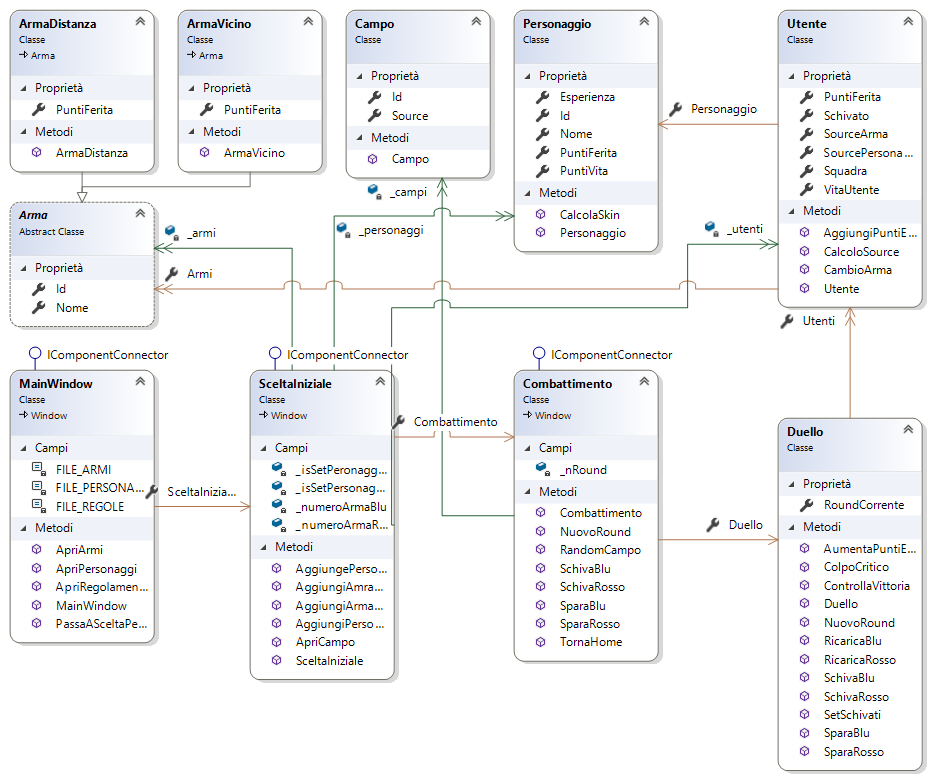 ArmaDistanza
Classe
Arma
Proprietà
PuntiFerita
Metodi
ArmaDistanza
ArmaVicino
Classe
Arma
Proprietà
PuntiFerita
Metodi
ArmaVicino
Campo
Classe
Proprietà
Id
Source
Metodi
Campo
Personaggio
Classe
Proprietà
Esperienza
Id
Nome
PuntiFerita
PuntiVita
Metodi
CalcolaSkin
Personaggio
Utente
Classe
Proprietà
PuntiFerita
Schivato
SourceArma
SourcePersona...
Squadra
VitaUtente
Metodi
AggiungiPuntiE...
CalcoloSource
CambioArma
Utente
Personaggio
_campi
_personaggi
_utenti
_armi
Armi
Utenti
Arma
Abstract Classe
Proprietà
Id
Nome
IComponentConnector
MainWindow
Classe
Window
Campi
FILE_ARMI
FILE_PERSONA...
FILE_REGOLE
Metodi
ApriArmi
ApriPersonaggi
ApriRegolamen...
MainWindow
PassaASceltaPe...
SceltaInizia...
IComponentConnector
SceltaIniziale
Classe
Window
Campi
_isSetPeronagg...
_isSetPersonag...
_numeroArmaBlu
_numeroArmaR...
Metodi
AggiungePerso...
AggiungiAmra...
AggiungiArma...
AggiungiPerso...
ApriCampo
SceltaIniziale
Combattimento
IComponentConnector
Combattimento
Classe
Window
Campi
_nRound
Metodi
Combattimento
NuovoRound
RandomCampo
SchivaBlu
SchivaRosso
SparaBlu
SparaRosso
TornaHome
Duello
Duello
Classe
Proprietà
RoundCorrente
Metodi
AumentaPuntiE...
ColpoCritico
ControllaVittoria
Duello
NuovoRound
RicaricaBlu
RicaricaRosso
SchivaBlu
SchivaRosso
SetSchivati
SparaBlu
SparaRosso